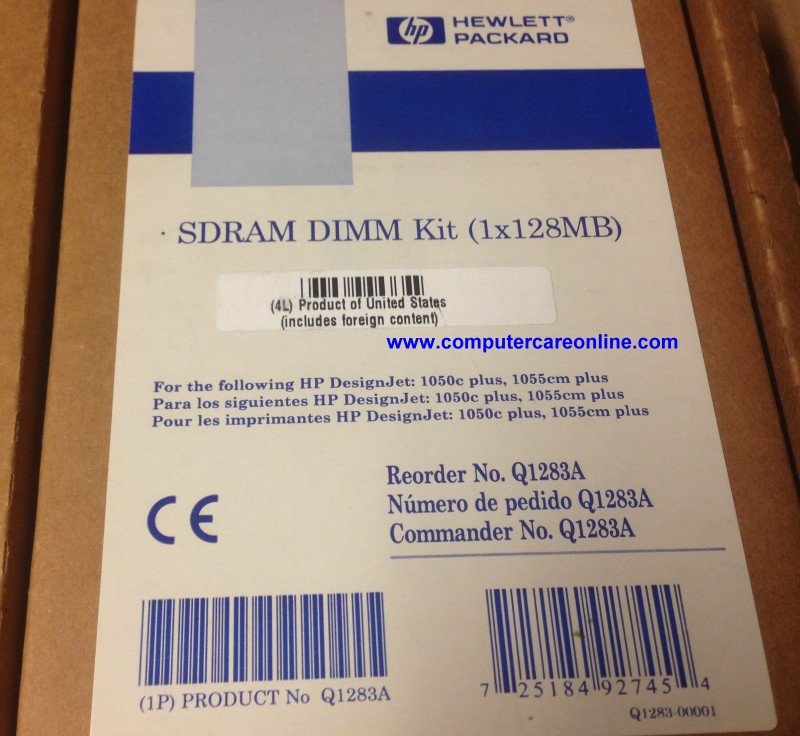 hp HEWLETT®
PACKARD
· SDRAM DIMM Kit (1x128MB)
(4L) Product of United States
(includes foreign content)
www.computercareonline.com
For the following HP DesignJet: 1050c plus, 1055cm plus
Para los siguientes HP DesignJet: 1050c plus, 1055cm plus
Pour les imprimantes HP DesignJet: 1050c plus, 1055cm plus
Reorder No. Q1283A
Número de pedido Q1283A
Commander No. Q1283A
CE
(1P) PRODUCT No Q1283A
7 25184 92745 4
Q1283-00001